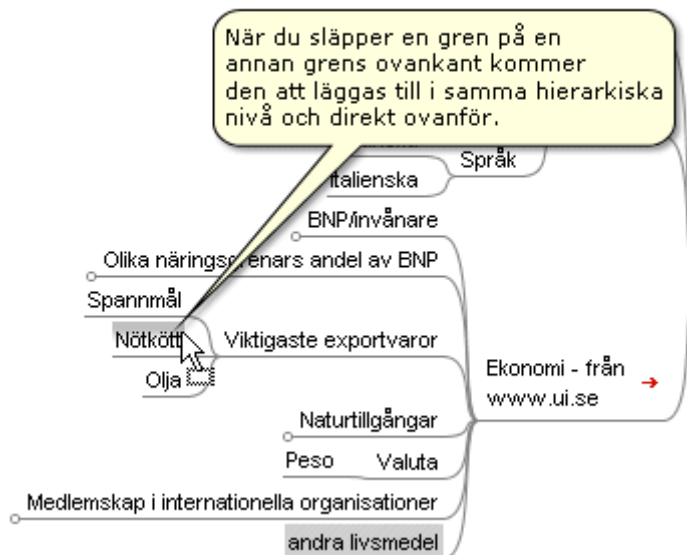 När du släpper en gren på en
annan grens ovankant kommer
den att läggas till i samma hierarkiska
nivå och direkt ovanför.
Språk
Italienska
BNP/invånare
Olika näringsgrenars andel av BNP
Spannmål
Nötkött
Viktigaste exportvaror
Olja
Ekonomi - från
www.ui.se
Naturtillgångar
Peso
Valuta
Medlemskap i internationella organisationer
andra livsmedel